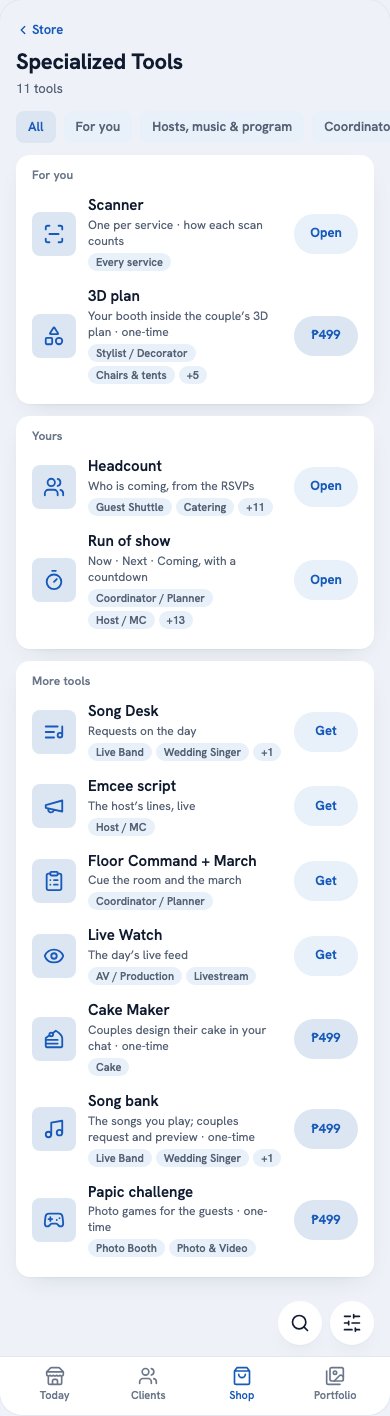 Store
Specialized Tools
11 tools
All
For you
Hosts, music & program
Coordinato
For you
Scanner
One per service · how each scan
counts
Every service
Open
3D plan
Your booth inside the couple’s 3D
plan · one-time
Stylish / Decorator
Chairs & tents
+5
₱499
Yours
Headcount
Who is coming, from the RSVPs
Guest Shuttle
Catering
+11
Open
Run of show
Now · Next · Coming, with a
countdown
Coordinator / Planner
Host / MC
+13
Open
More tools
Song Desk
Requests on the day
Live Band
Wedding Singer
+1
Get
Emcee script
The host’s lines, live
Host / MC
Get
Floor Command + March
Cue the room and the march
Coordinator / Planner
Get
Live Watch
The day’s live feed
AV / Production
Livestream
Get
Cake Maker
Couples design their cake in your
chat · one-time
Cake
₱499
Song bank
The songs you play; couples
request and preview · one-time
Live Band
Wedding Singer
+1
₱499
Papic challenge
Photo games for the guests · one-
time
Photo Booth
Photo & Video
₱499
Today
Clients
Shop
Portfolio